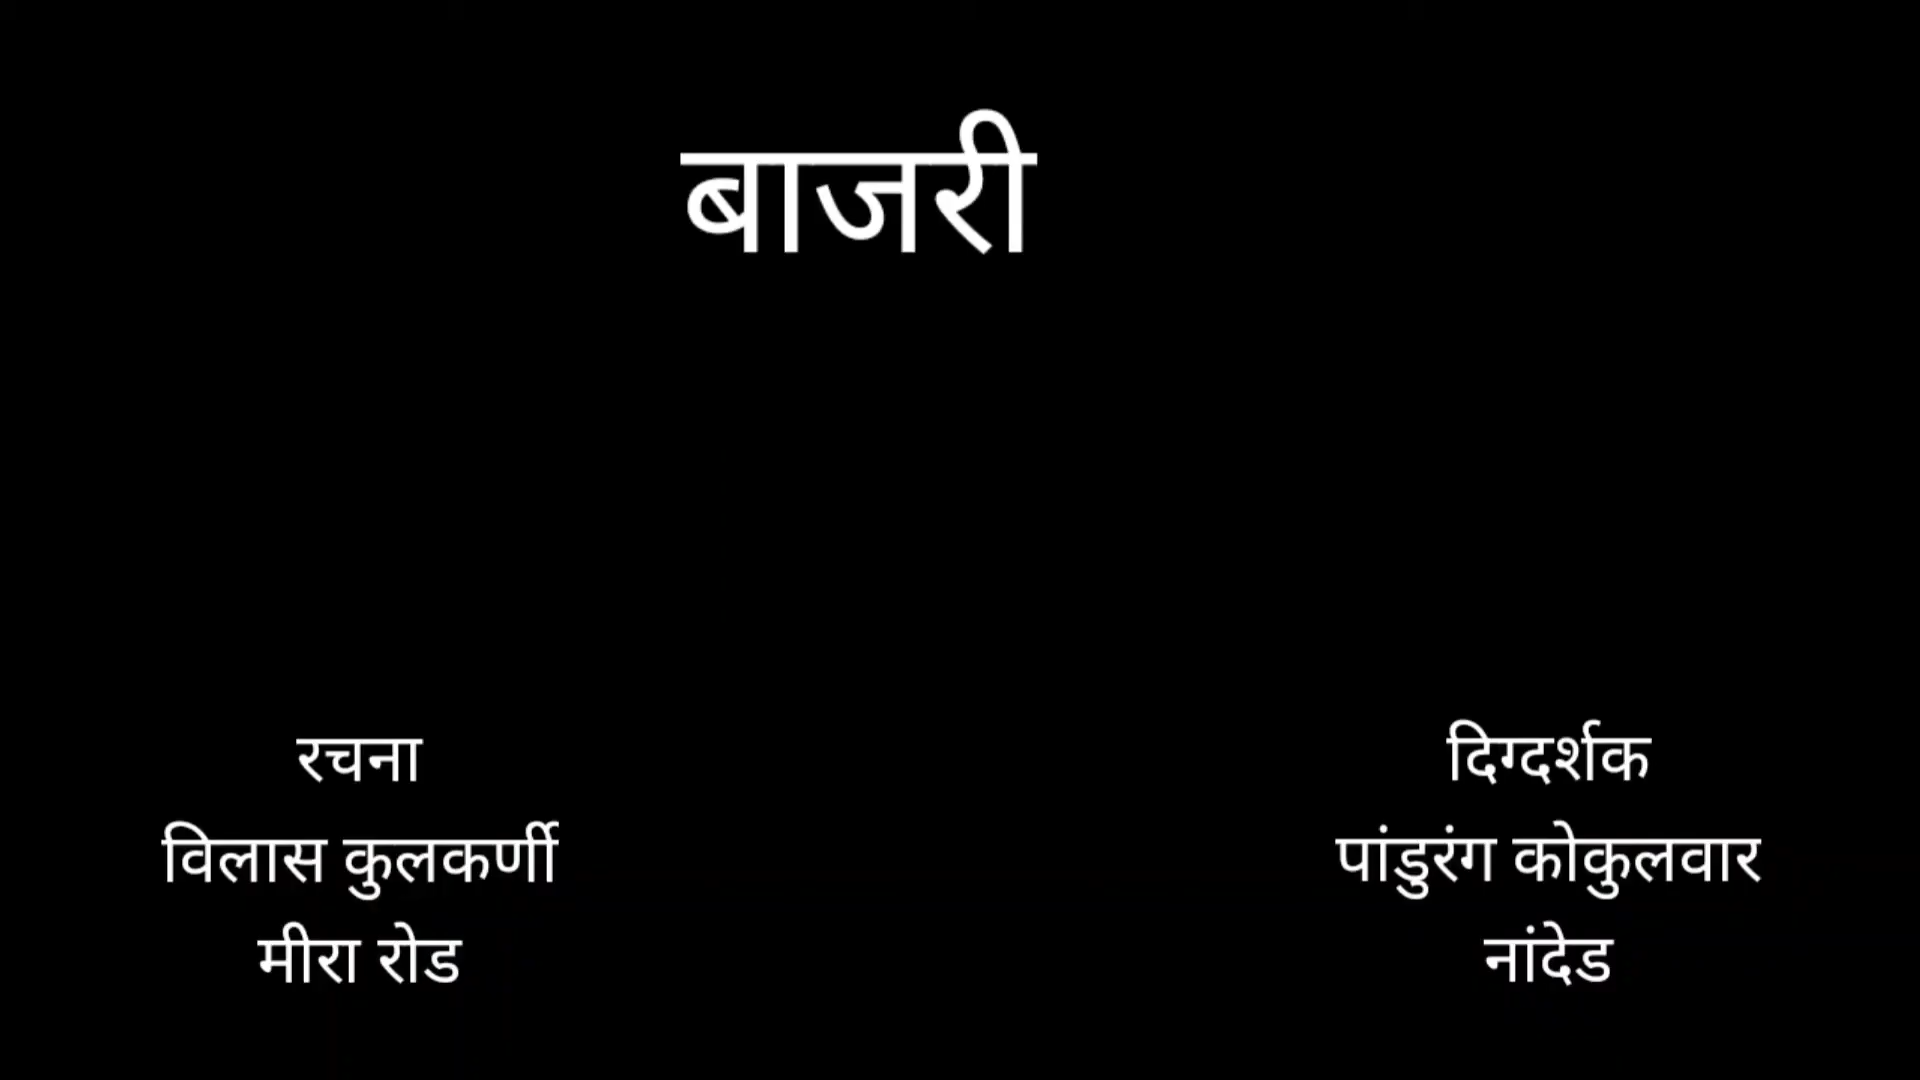 बाजरी
रचना
विलास कुलकर्णी
मीरा रोड
दिग्दर्शक
पांडुरंग कोकुलवार
नांदेड